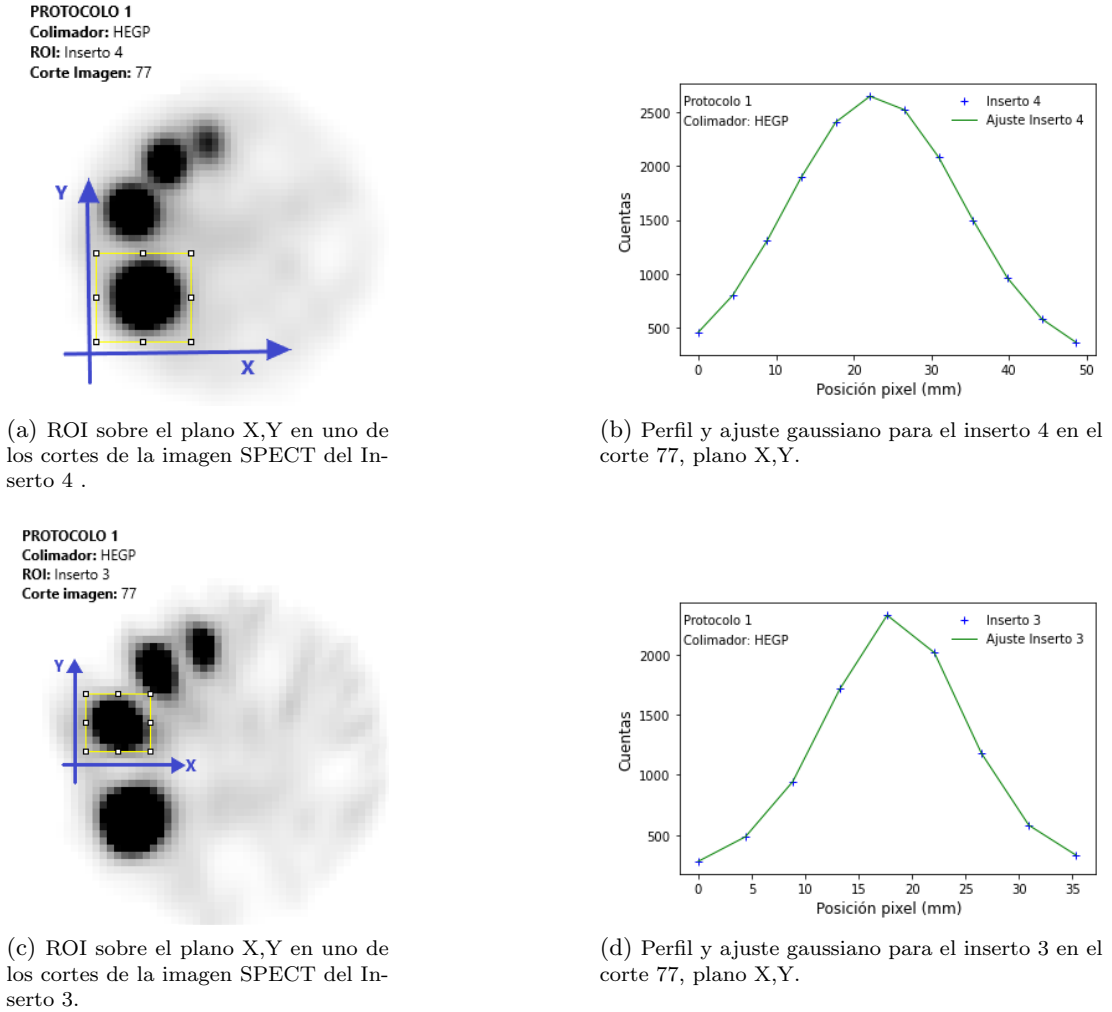 PROTOCOLO 1
Colimador: HEGP
ROI: Inserto 4
Corte Imagen: 77
Y
X
Protocolo 1
Colimador: HEGP
Inserto 4
Ajuste Inserto 4
2500
2000
1500
1000
500
Cuentas
0 10 20 30 40 50
Posición pixel (mm)
(a) ROI sobre el plano X,Y en uno de
los cortes de la imagen SPECT del In-
serto 4 .
(b) Perfil y ajuste gaussiano para el inserto 4 en el
corte 77, plano X,Y.
PROTOCOLO 1
Colimador: HEGP
ROI: Inserto 3
Corte imagen: 77
Y
X
Protocolo 1
Colimador: HEGP
Inserto 3
Ajuste Inserto 3
2000
1500
1000
500
Cuentas
0 5 10 15 20 25 30 35
Posición pixel (mm)
(c) ROI sobre el plano X,Y en uno de
los cortes de la imagen SPECT del In-
serto 3.
(d) Perfil y ajuste gaussiano para el inserto 3 en el
corte 77, plano X,Y.